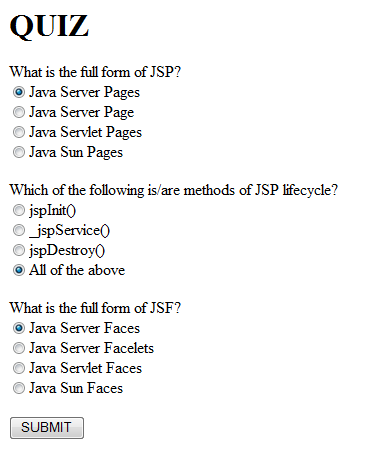 QUIZ
What is the full form of JSP?
Java Server Pages
Java Server Page
Java Servlet Pages
Java Sun Pages
Which of the following is/are methods of JSP lifecycle?
jspInit()
_jspService()
jspDestroy()
All of the above
What is the full form of JSF?
Java Server Faces
Java Server Facelets
Java Servlet Faces
Java Sun Faces
SUBMIT